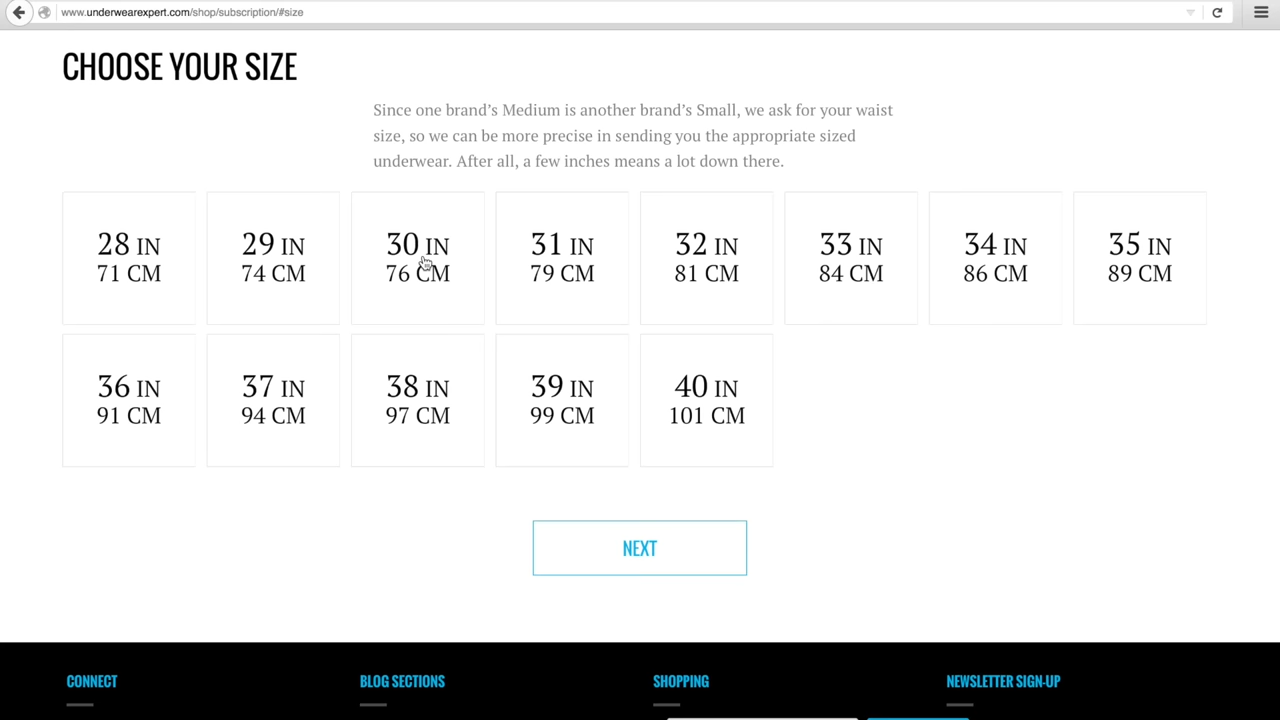 www.underwearexpert.com/shop/subscription/#size
CHOOSE YOUR SIZE
Since one brand’s Medium is another brand’s Small, we ask for your waist
size, so we can be more precise in sending you the appropriate sized
underwear. After all, a few inches means a lot down there.
28 IN
71 CM
29 IN
74 CM
30 IN
76 CM
31 IN
79 CM
32 IN
81 CM
33 IN
84 CM
34 IN
86 CM
35 IN
89 CM
36 IN
91 CM
37 IN
94 CM
38 IN
97 CM
39 IN
99 CM
40 IN
101 CM
NEXT
CONNECT
BLOG SECTIONS
SHOPPING
NEWSLETTER SIGN-UP